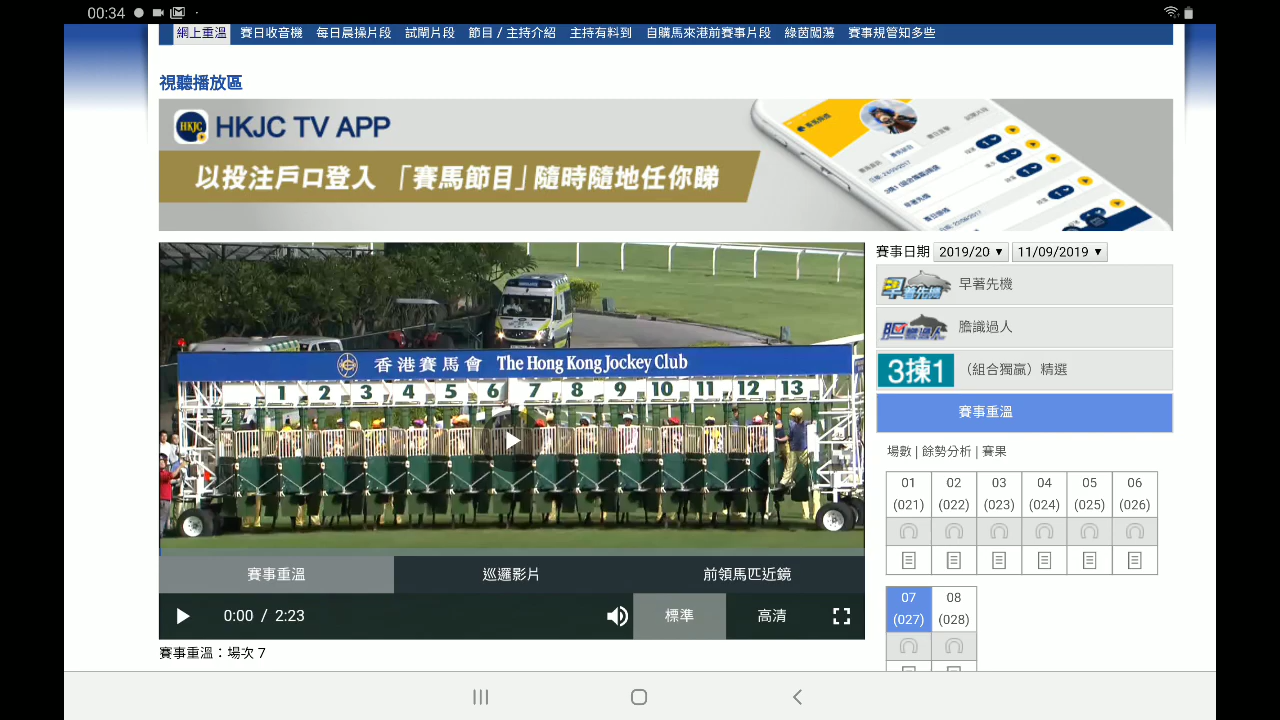 00:34
網上重溫 賽日收音機 每日晨操片段 試閘片段 節目 / 主持介紹 主持有料到 自購馬來港前賽事片段 綠茵闖蕩 賽事規管知多些
視聽播放區
HKJC
HKJC TV APP
以投注戶口登入 「賽馬節目」隨時隨地任你睇
賽事日期 2019/20 ▼ 11/09/2019 ▼
早著先機 早著先機
膽識過人
3揀1 （組合獨贏）精選
賽事重溫
香港賽馬會 The Hong Kong Jockey Club
1 2 3 4 5 6 7 8 9 10 11 12 13
場數 | 餘勢分析 | 賽果
01 02 03 04 05 06
(021) (022) (023) (024) (025) (026)
07 08
(027) (028)
賽事重溫 巡邏影片 前領馬匹近鏡
0:00 / 2:23 標準 高清
賽事重溫：場次 7